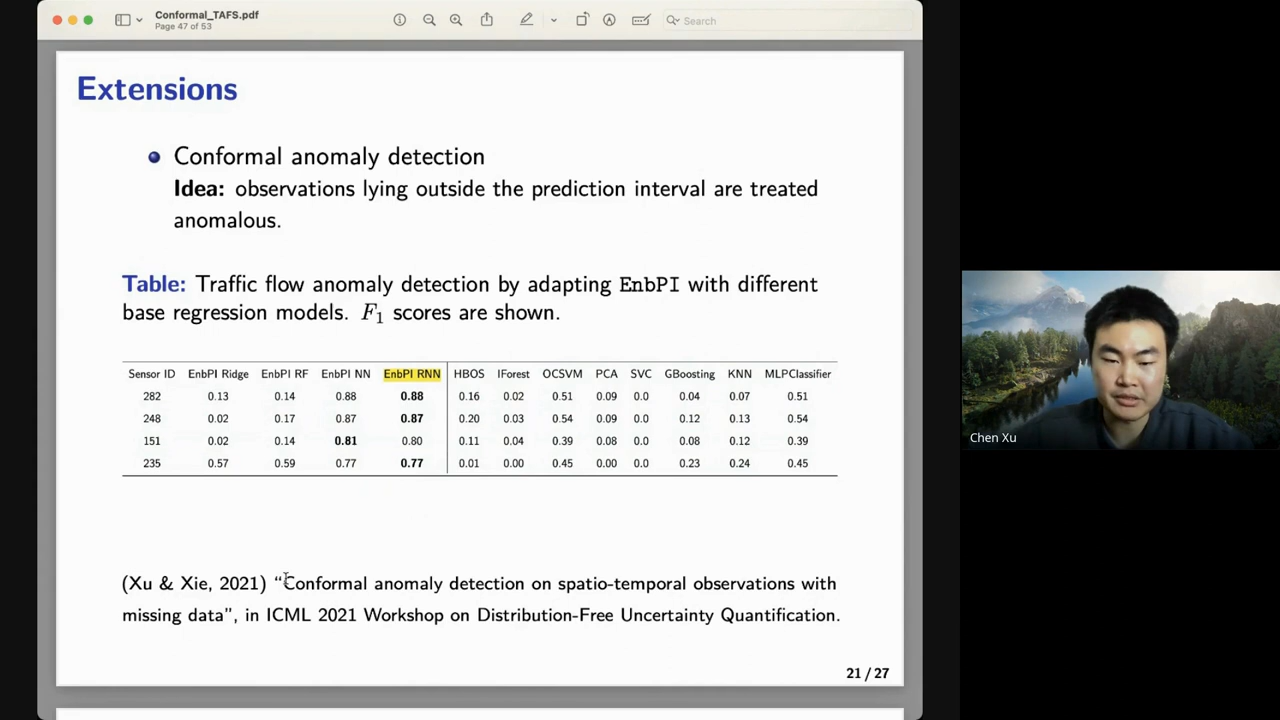 Conformal_TAFS.pdf
Page 47 of 53
Search
Extensions
Conformal anomaly detection
Idea: observations lying outside the prediction interval are treated
anomalous.
Table: Traffic flow anomaly detection by adapting EnbPI with different
base regression models. F1 scores are shown.
Sensor ID EnbPI Ridge EnbPI RF EnbPI NN EnbPI RNN HBOS IForest OCSVM PCA SVC GBoosting KNN MLPClassifier
282 0.13 0.14 0.88 0.88 0.16 0.02 0.51 0.09 0.0 0.04 0.07 0.51
248 0.02 0.17 0.87 0.87 0.20 0.03 0.54 0.09 0.0 0.12 0.13 0.54
151 0.02 0.14 0.81 0.80 0.11 0.04 0.39 0.08 0.0 0.08 0.12 0.39
235 0.57 0.59 0.77 0.77 0.01 0.00 0.45 0.00 0.0 0.23 0.24 0.45
(Xu & Xie, 2021) “Conformal anomaly detection on spatio-temporal observations with
missing data”, in ICML 2021 Workshop on Distribution-Free Uncertainty Quantification.
21 / 27
Chen Xu